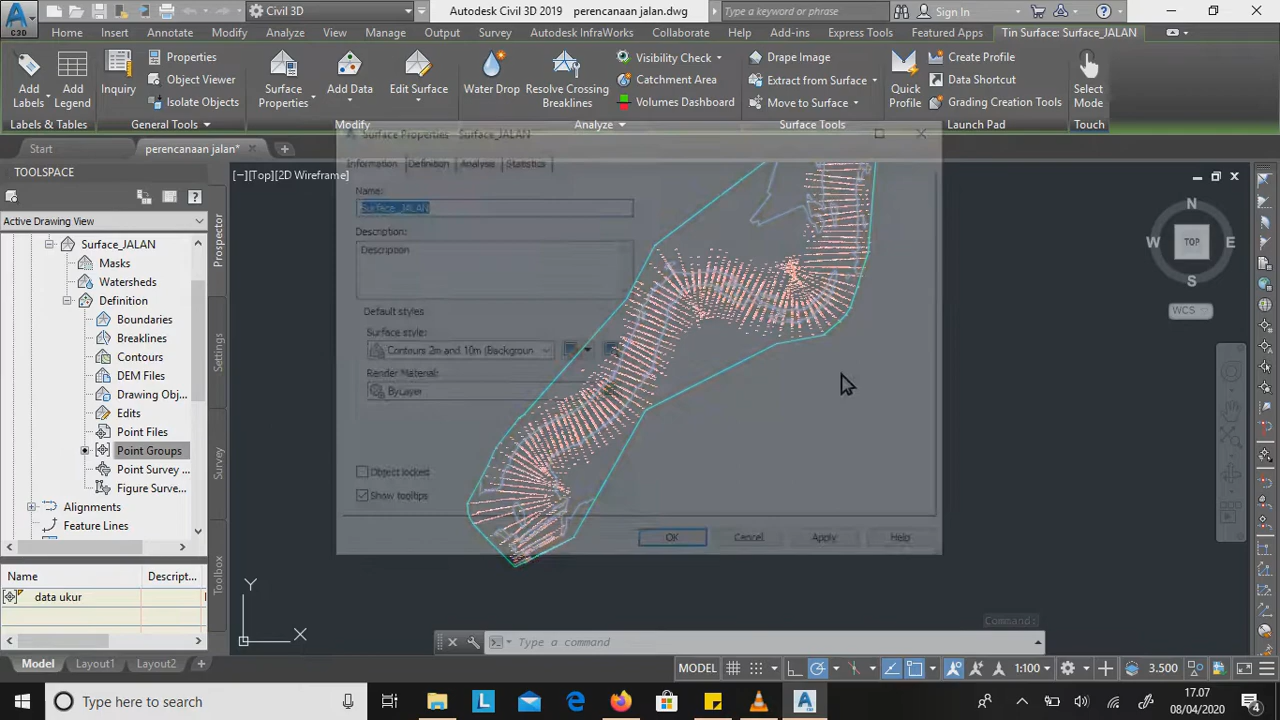 Civil 3D
Autodesk Civil 3D 2019 perencanaan jalan.dwg
Type a keyword or phrase
Sign In
C3D
Home Insert Annotate Modify Analyze View Manage Output Survey Autodesk InfraWorks Collaborate Help Add-ins Express Tools Featured Apps Tin Surface: Surface_JALAN
Add Labels
Add Legend
Inquiry
Properties
Object Viewer
Isolate Objects
Surface Properties
Add Data
Edit Surface
Water Drop
Resolve Crossing Breaklines
Visibility Check
Catchment Area
Volumes Dashboard
Drape Image
Extract from Surface
Move to Surface
Quick Profile
Create Profile
Data Shortcut
Grading Creation Tools
Select Mode
Labels & Tables
General Tools
Modify
Analyze
Surface Tools
Launch Pad
Touch
Start
perencanaan jalan*
TOOLSPACE
Active Drawing View
Surface_JALAN
Masks
Watersheds
Definition
Boundaries
Breaklines
Contours
DEM Files
Drawing Obj...
Edits
Point Files
Point Groups
Point Survey ...
Figure Surve...
Alignments
Feature Lines
Prospector
Settings
Survey
Toolbox
Name Descript...
data ukur
[−][Top][2D Wireframe]
Surface Properties - Surface_JALAN
Information Definition Analysis Statistics
Name:
Surface_JALAN
Description:
Description
Default styles
Surface style:
Contours 2m and 10m (Backgroun
Render Material:
ByLayer
Object locked
Show tooltips
OK Cancel Apply Help
N
W TOP E
S
WCS
Y
X
Command:
Type a command
Model Layout1 Layout2
MODEL
1:100
3.500
Type here to search
17.07
08/04/2020
4